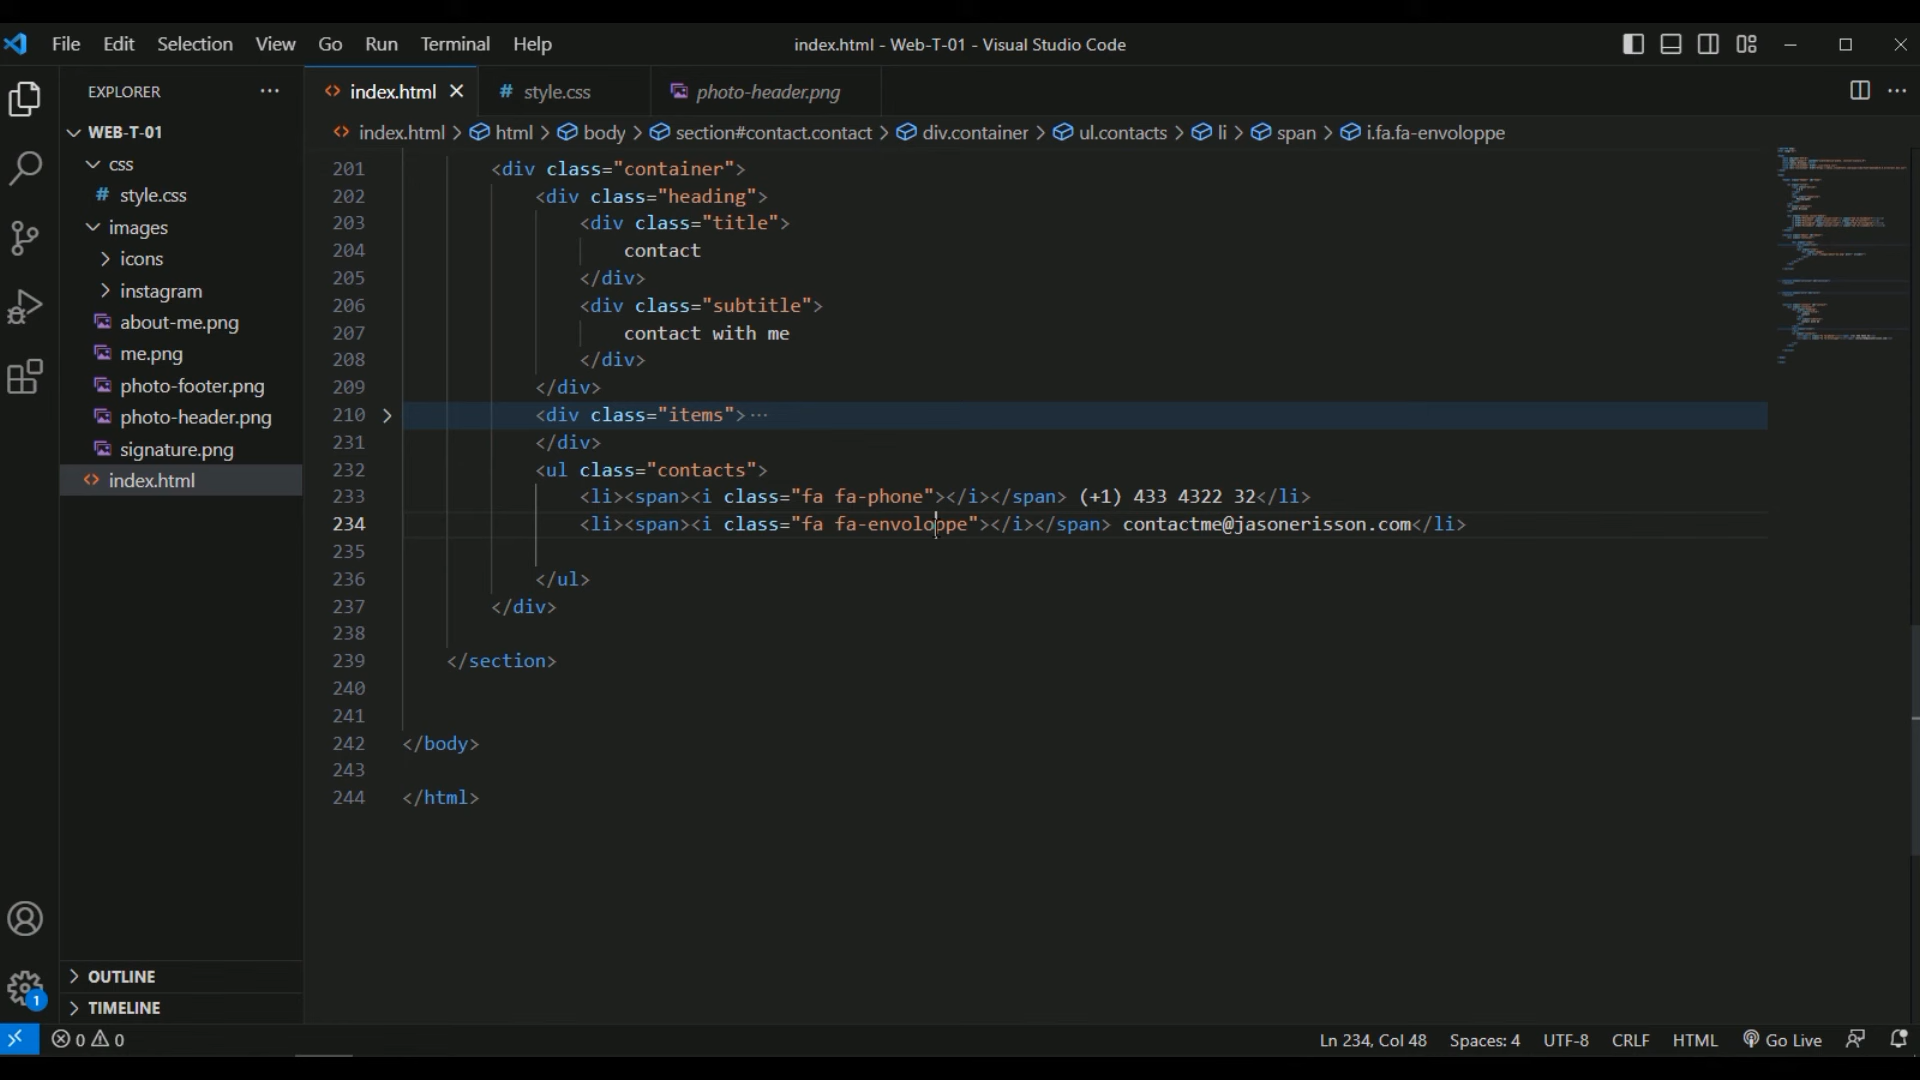 File Edit Selection View Go Run Terminal Help
index.html - Web-T-01 - Visual Studio Code
EXPLORER
WEB-T-01
css
# style.css
images
icons
instagram
about-me.png
me.png
photo-footer.png
photo-header.png
signature.png
<> index.html
OUTLINE
TIMELINE
<> index.html # style.css photo-header.png
<> index.html > html > body > section#contact.contact > div.container > ul.contacts > li > span > i.fa.fa-envoloppe
201 <div class="container">
202 <div class="heading">
203 <div class="title">
204 contact
205 </div>
206 <div class="subtitle">
207 contact with me
208 </div>
209 </div>
210 <div class="items">···
231 </div>
232 <ul class="contacts">
233 <li><span><i class="fa fa-phone"></i></span> (+1) 433 4322 32</li>
234 <li><span><i class="fa fa-envoloppe"></i></span> contactme@jasonerisson.com</li>
235
236 </ul>
237 </div>
238
239 </section>
240
241
242 </body>
243
244 </html>
1
0 0
Ln 234, Col 48 Spaces: 4 UTF-8 CRLF HTML Go Live